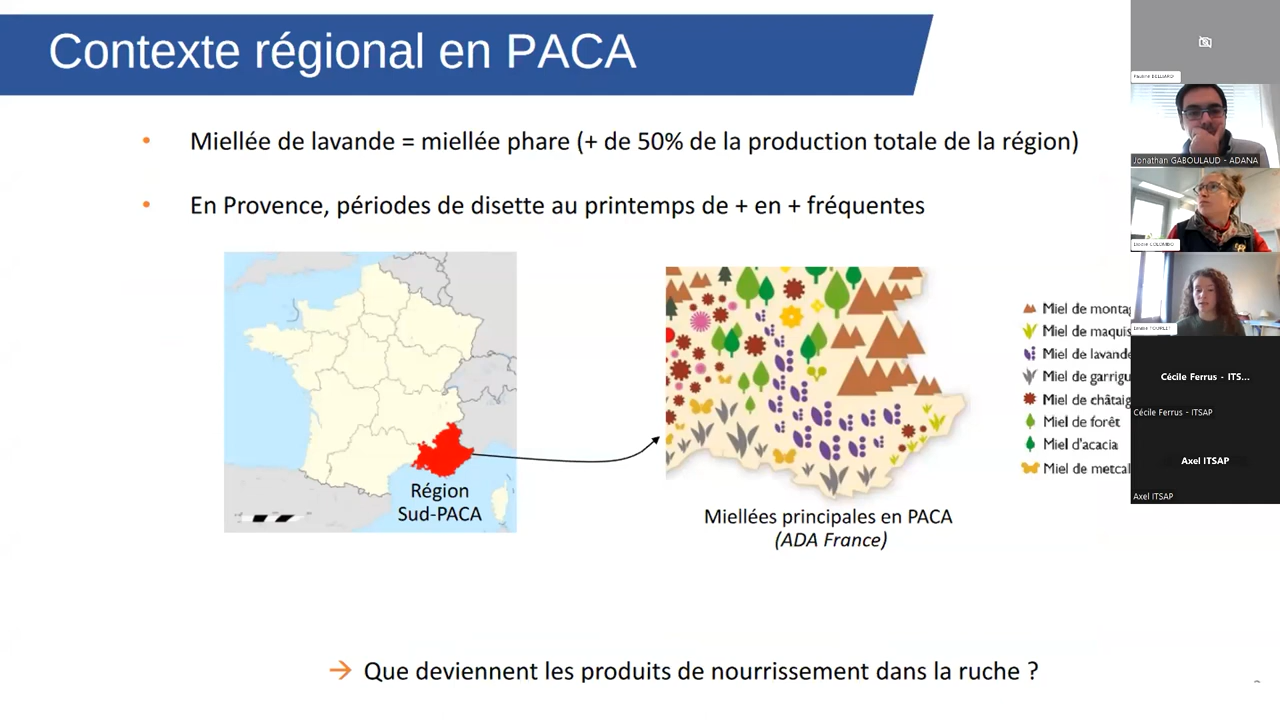 Contexte régional en PACA
• Miellée de lavande = miellée phare (+ de 50% de la production totale de la région)
• En Provence, périodes de disette au printemps de + en + fréquentes
Région
Sud-PACA
Miellées principales en PACA
(ADA France)
Miel de montag
Miel de maquis
Miel de lavande
Miel de garrigu
Miel de châtaig
Miel de forêt
Miel d'acacia
Miel de metcal
→ Que deviennent les produits de nourrissement dans la ruche ?
Jonathan GABOULAUD - ADANA
Cécile Ferrus - ITS...
Cécile Ferrus - ITSAP
Axel ITSAP
Axel ITSAP